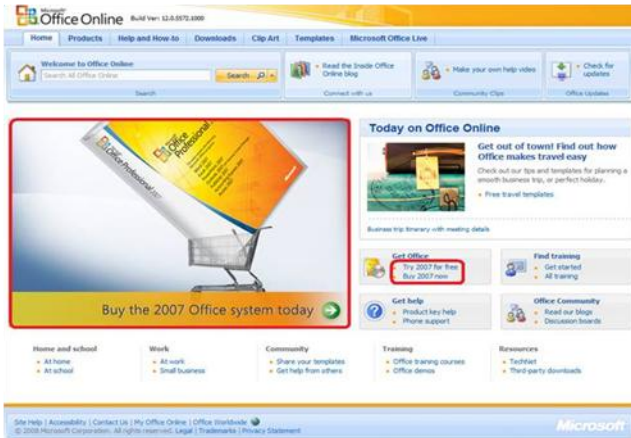 Microsoft
Office Online Build Ver: 12.0.5572.1000
Home Products Help and How-to Downloads Clip Art Templates Microsoft Office Live
Welcome to Office Online
Search All Office Online
Search
Search
Read the Inside Office Online blog
Connect with us
Make your own help video
Community Clips
Check for updates
Office Updates
Office Professional 2007
Office Professional 2007
Buy the 2007 Office system today
Today on Office Online
Get out of town! Find out how
Office makes travel easy
Check out our tips and templates for planning a
smooth business trip, or perfect holiday.
Free travel templates
Business trip itinerary with meeting details
Get Office
Try 2007 for free
Buy 2007 now
Find training
Get started
All training
Get help
Product key help
Phone support
Office Community
Read our blogs
Discussion boards
Home and school
At home
At school
Work
At work
Small business
Community
Share your templates
Get help from others
Training
Office training courses
Office demos
Resources
TechNet
Third-party downloads
Site Help | Accessibility | Contact Us | My Office Online | Office Worldwide
© 2008 Microsoft Corporation. All rights reserved. Legal | Trademarks | Privacy Statement
Microsoft